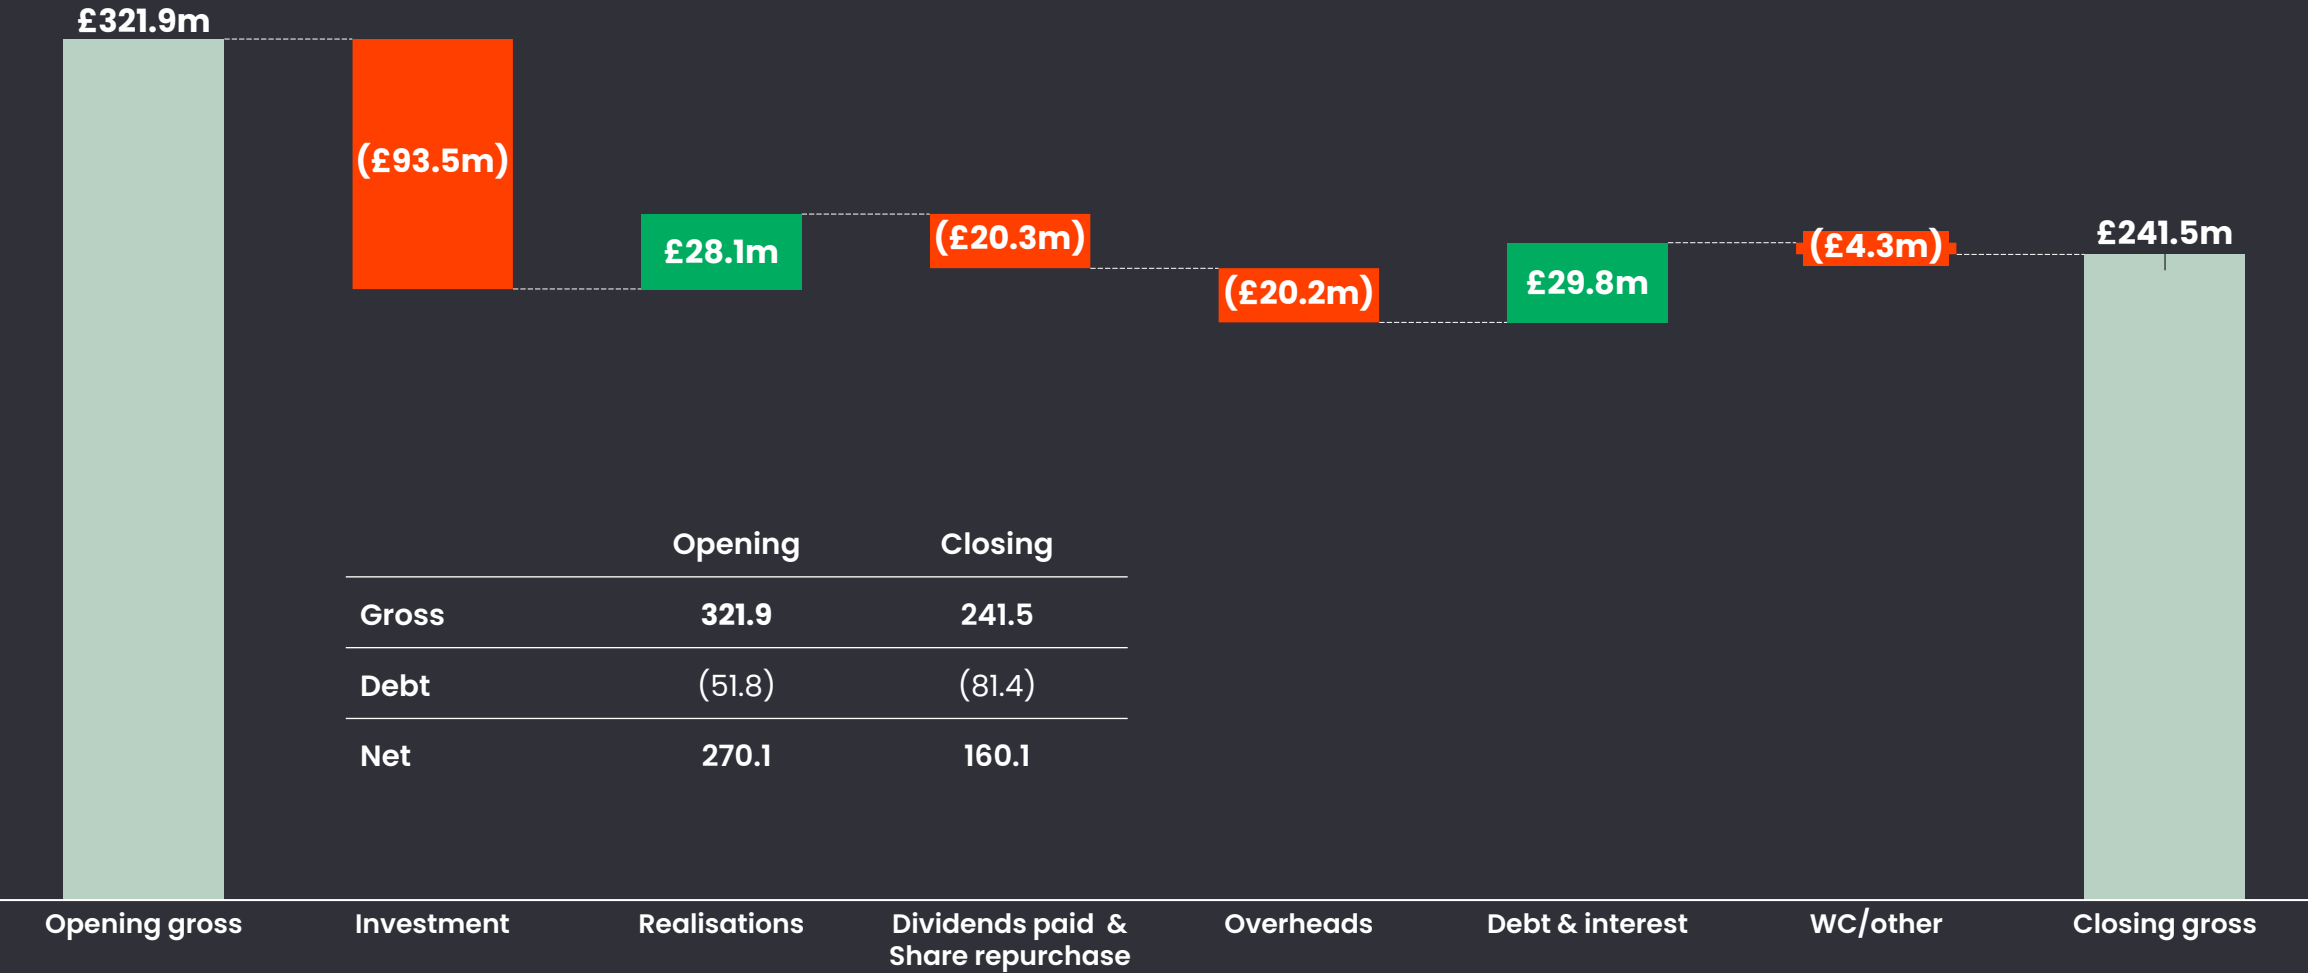 £321.9m
(£93.5m)
£28.1m
(£20.3m)
(£20.2m)
£29.8m
(£4.3m)
£241.5m
Opening Closing
Gross 321.9 241.5
Debt (51.8) (81.4)
Net 270.1 160.1
Opening gross
Investment
Realisations
Dividends paid &
Share repurchase
Overheads
Debt & interest
WC/other
Closing gross